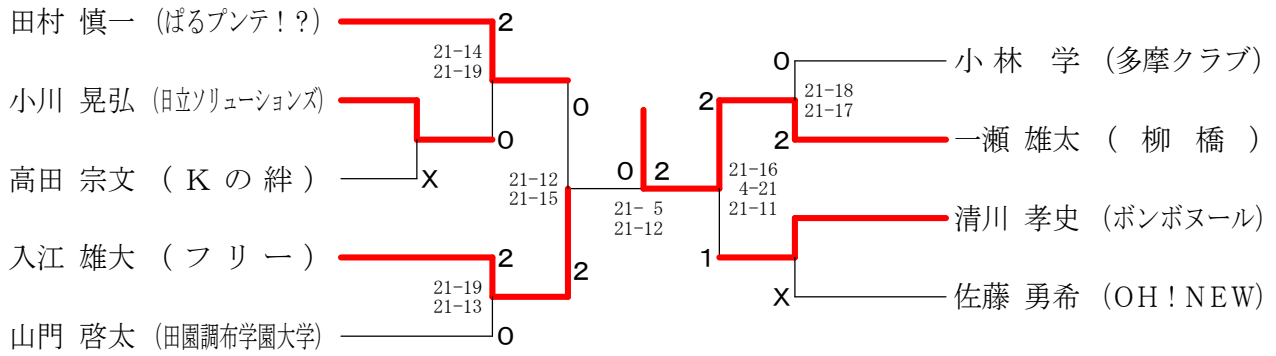 田村 慎一 (ぱるプンテ！？)
2
21-14
21-19
小川 晃弘 (日立ソリューションズ)
0
0
高田 宗文 (Kの絆)
X
21-12
21-15
入江 雄大 (フリー)
2
2
21-19
21-13
山門 啓太 (田園調布学園大学)
0
0 2
21- 5
21-12
0
小林 学 (多摩クラブ)
21-18
21-17
2
2
一瀬 雄太 (柳橋)
21-16
4-21
21-11
清川 孝史 (ボンボヌール)
1
X
佐藤 勇希 (OH！NEW)